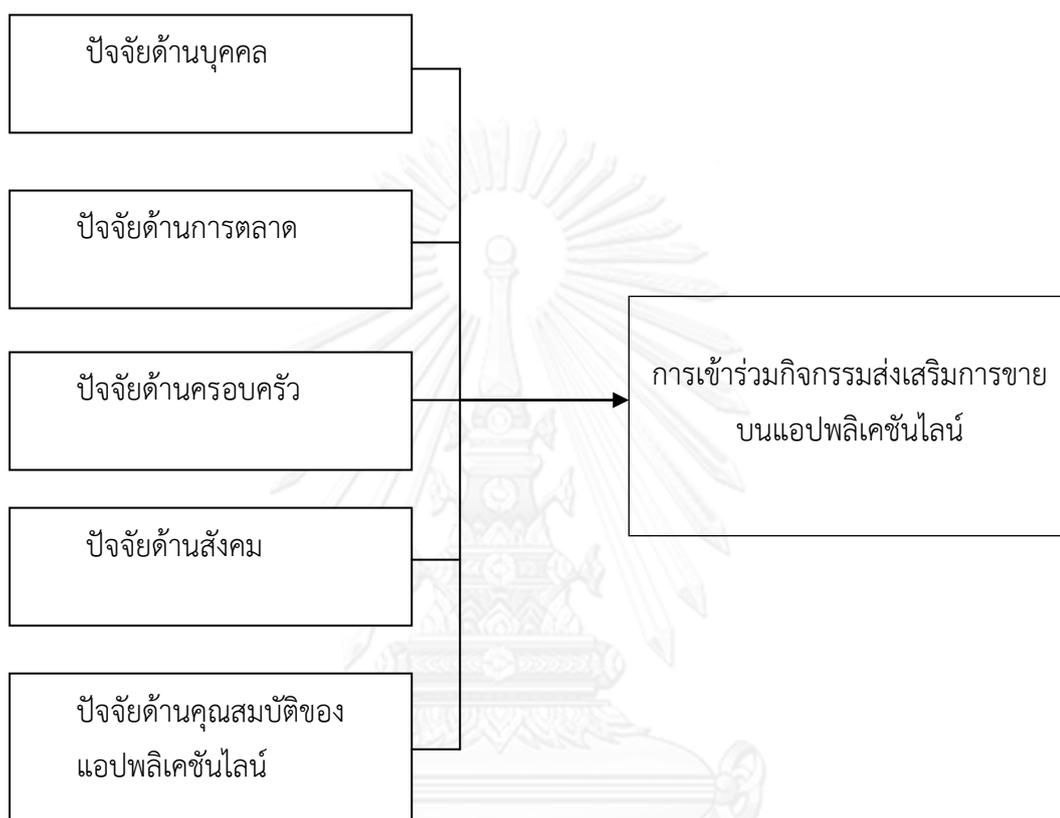 ปัจจัยด้านบุคคล
ปัจจัยด้านการตลาด
ปัจจัยด้านครอบครัว
ปัจจัยด้านสังคม
ปัจจัยด้านคุณสมบัติของ
แอปพลิเคชันไลน์
การเข้าร่วมกิจกรรมส่งเสริมการขาย
บนแอปพลิเคชันไลน์